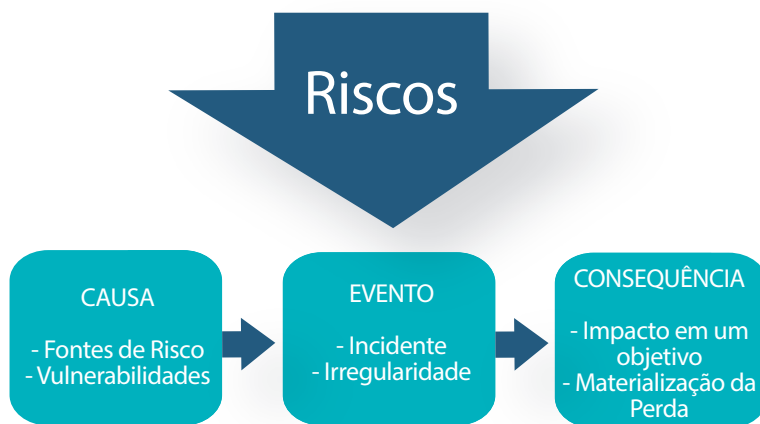 Riscos
CAUSA
- Fontes de Risco
- Vulnerabilidades
EVENTO
- Incidente
- Irregularidade
CONSEQUÊNCIA
- Impacto em um
objetivo
- Materialização da
Perda